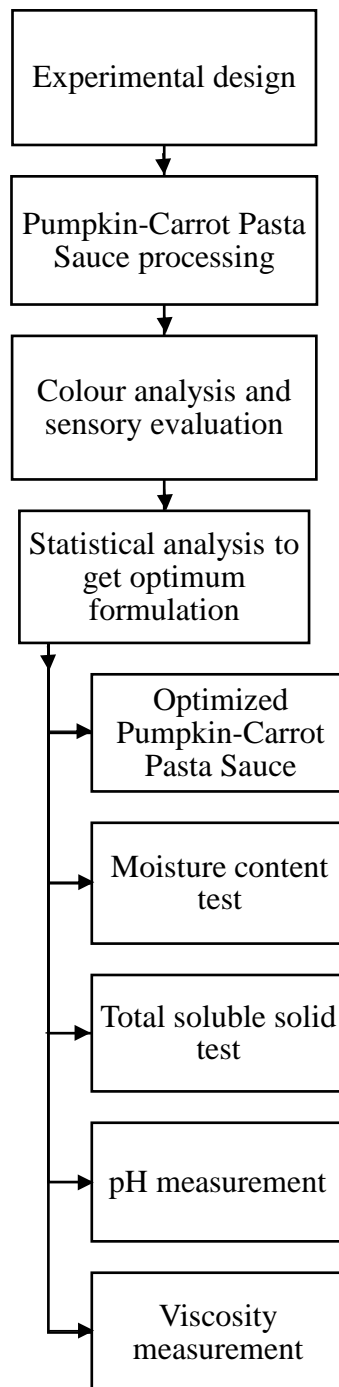 Experimental design
Pumpkin-Carrot Pasta
Sauce processing
Colour analysis and
sensory evaluation
Statistical analysis to
get optimum
formulation
Optimized
Pumpkin-Carrot
Pasta Sauce
Moisture content
test
Total soluble solid
test
pH measurement
Viscosity
measurement